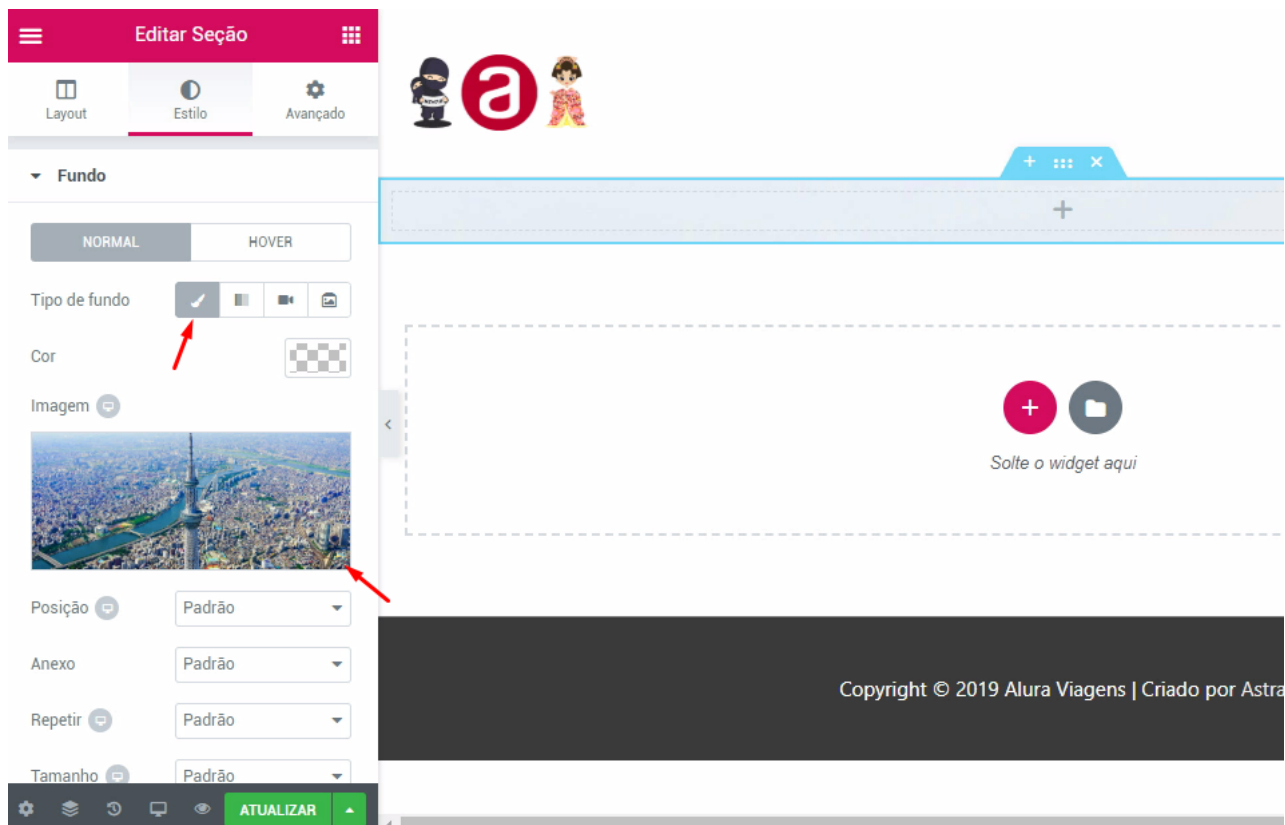 Editar Seção
Layout
Estilo
Avançado
Fundo
NORMAL
HOVER
Tipo de fundo
Cor
Imagem
Posição
Padrão
Anexo
Padrão
Repetir
Padrão
Tamanho
Padrão
ATUALIZAR
a
Solte o widget aqui
Copyright © 2019 Alura Viagens | Criado por Astra